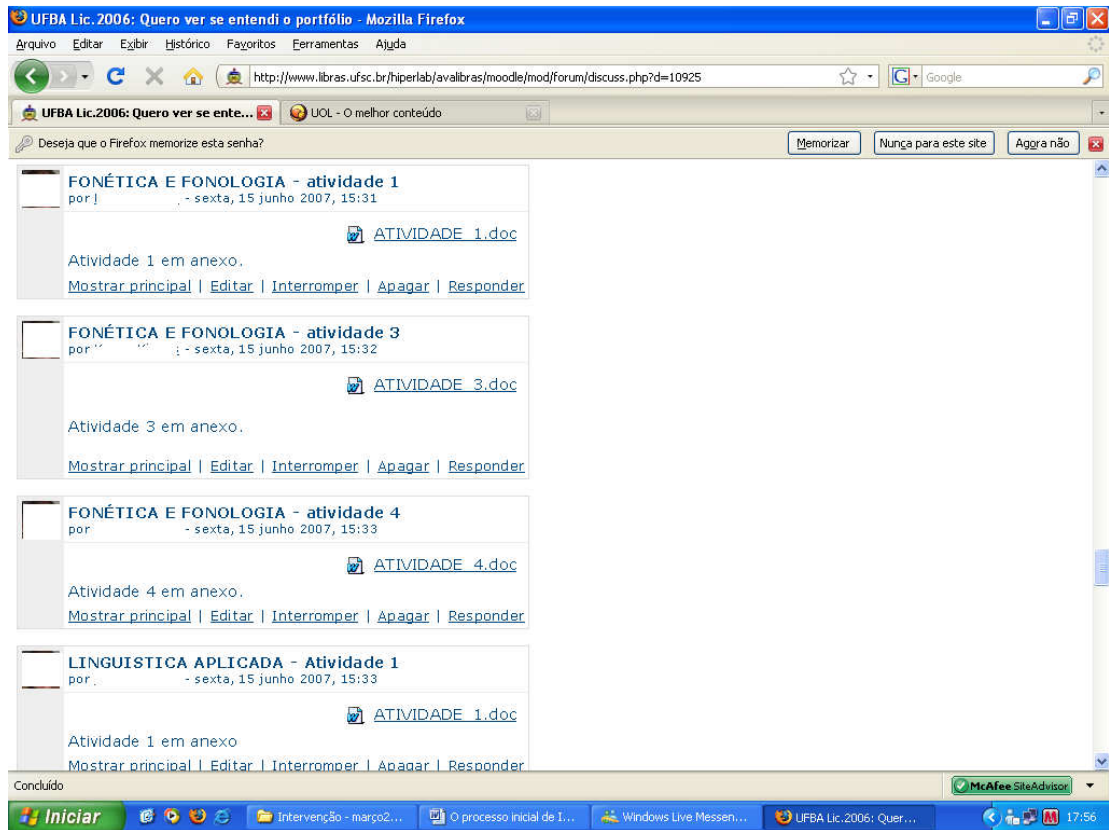 UFBA Lic.2006: Quero ver se entendi o portfólio - Mozilla Firefox
Arquivo Editar Exibir Histórico Favoritos Ferramentas Ajuda
http://www.libras.ufsc.br/hiperlab/avalibras/moodle/mod/forum/discuss.php?d=10925 G Google
UFBA Lic.2006: Quero ver se ente... UOL - O melhor conteúdo
Deseja que o Firefox memorize esta senha? Memorizar Nunca para este site Agora não
FONÉTICA E FONOLOGIA - atividade 1
por - sexta, 15 junho 2007, 15:31
ATIVIDADE_1.doc
Atividade 1 em anexo.
Mostrar principal | Editar | Interromper | Apagar | Responder
FONÉTICA E FONOLOGIA - atividade 3
por - sexta, 15 junho 2007, 15:32
ATIVIDADE_3.doc
Atividade 3 em anexo.
Mostrar principal | Editar | Interromper | Apagar | Responder
FONÉTICA E FONOLOGIA - atividade 4
por - sexta, 15 junho 2007, 15:33
ATIVIDADE_4.doc
Atividade 4 em anexo.
Mostrar principal | Editar | Interromper | Apagar | Responder
LINGUISTICA APLICADA - Atividade 1
por - sexta, 15 junho 2007, 15:33
ATIVIDADE_1.doc
Atividade 1 em anexo
Mostrar principal | Editar | Interromper | Apagar | Responder
Concluído McAfee SiteAdvisor
Iniciar Intervenção - março2... O processo inicial de I... Windows Live Messen... UFBA Lic.2006: Quer... 17:56